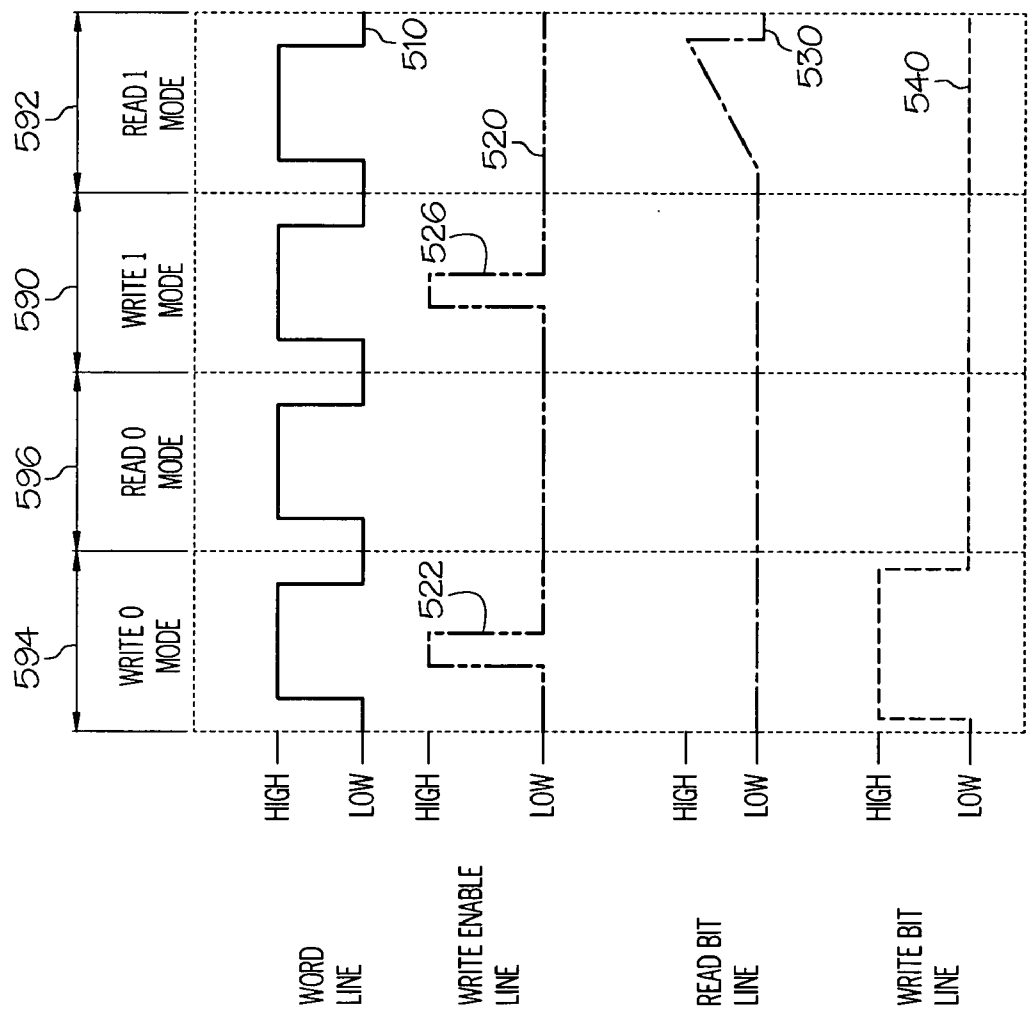 594
596
590
592
WRITE 0
MODE
READ 0
MODE
WRITE 1
MODE
READ 1
MODE
WORD
LINE
HIGH
LOW
510
WRITE ENABLE
LINE
HIGH
LOW
522
526
520
READ BIT
LINE
HIGH
LOW
530
WRITE BIT
LINE
HIGH
LOW
540